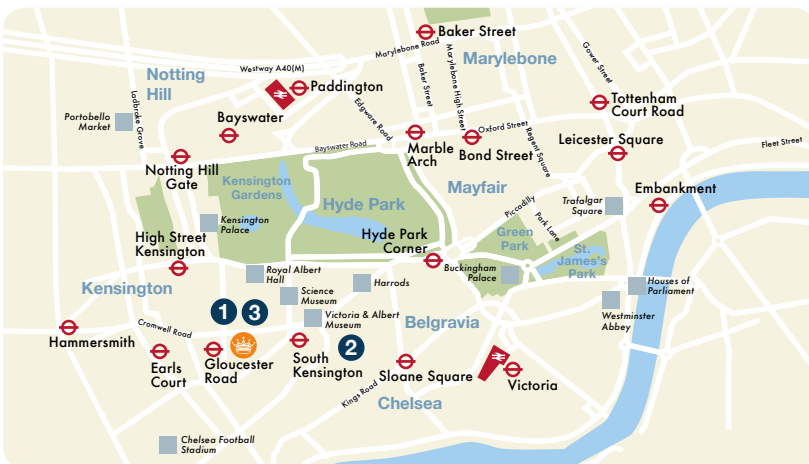 Baker Street
Marylebone Road
Marylebone
Gower Street
Westway A40(M)
Notting
Hill
Paddington
Baker Street
Marylebone High Street
Ladbroke Grove
Portobello
Market
Bayswater
Edgware Road
Tottenham
Court Road
Oxford Street
Regent Square
Leicester Square
Fleet Street
Bayswater Road
Marble
Arch
Bond Street
Notting Hill
Gate
Kensington
Gardens
Mayfair
Embankment
Hyde Park
Piccadilly
Trafalgar
Square
Park Lane
Kensington
Palace
High Street
Kensington
Hyde Park
Corner
Green
Park
St.
James's
Park
Buckingham
Palace
Royal Albert
Hall
Harrods
Houses of
Parliament
Kensington
Science
Museum
Westminster
Abbey
1
3
Victoria & Albert
Museum
Belgravia
Cromwell Road
Hammersmith
2
Earls
Court
Gloucester
Road
South
Kensington
Sloane Square
Victoria
Kings Road
Chelsea
Chelsea Football
Stadium